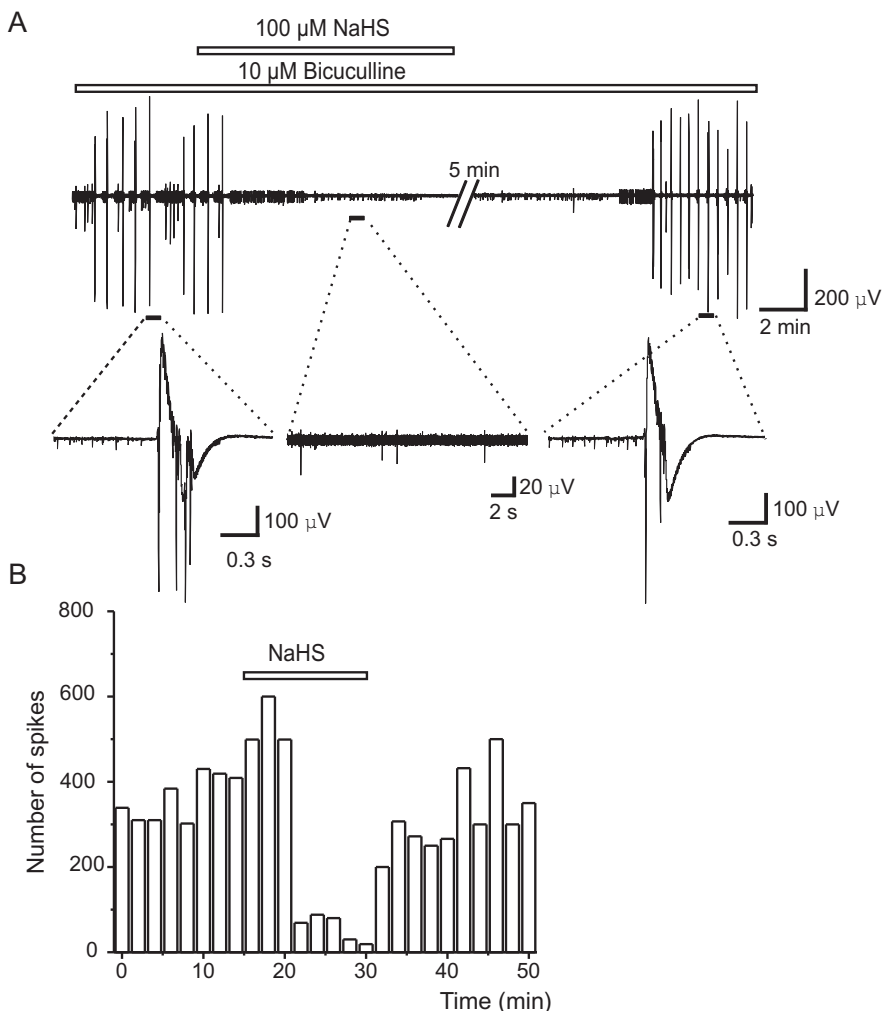 A
100 µM NaHS
10 µM Bicuculline
5 min
200 µV
2 min
100 µV
0.3 s
20 µV
2 s
100 µV
0.3 s
B
800
600
400
200
0
Number of spikes
NaHS
0 10 20 30 40 50
Time (min)